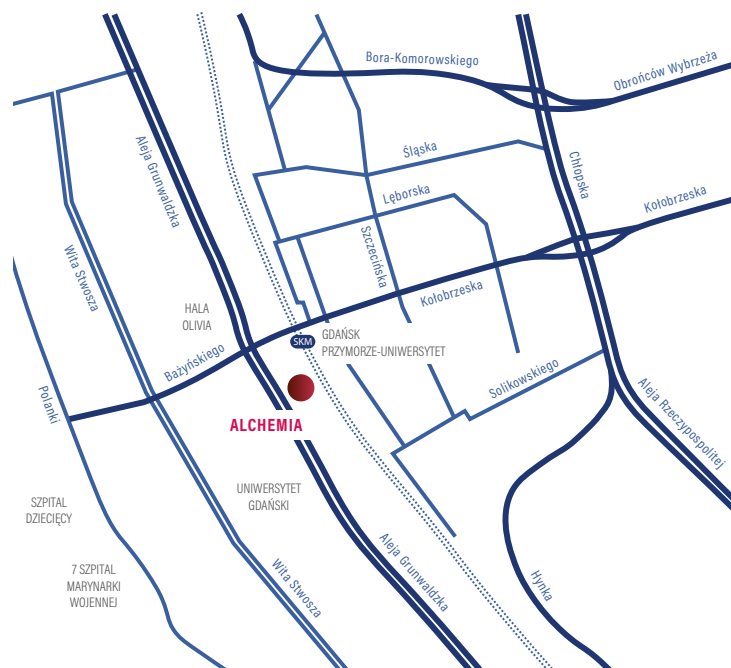 Bora-Komorowskiego
Obrońców Wybrzeża
Aleja Grunwaldzka
Śląska
Chłopska
Lęborska
Kołobrzeska
Szczecińska
Wita Stwosza
Kołobrzeska
HALA
OLIVIA
SKM
GDAŃSK
PRZYMORZE-UNIWERSYTET
Bażyńskiego
Solikowskiego
Polanki
Aleja Rzeczypospolitej
ALCHEMIA
UNIWERSYTET
GDAŃSKI
SZPITAL
DZIECIĘCY
7 SZPITAL
MARYNARKI
WOJENNEJ
Wita Stwosza
Aleja Grunwaldzka
Hynka